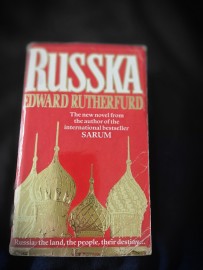 RUSSKA
EDWARD RUTHERFURD
The new novel from
the author of the
international bestseller
SARUM
Russia, the land, the people, their destiny...